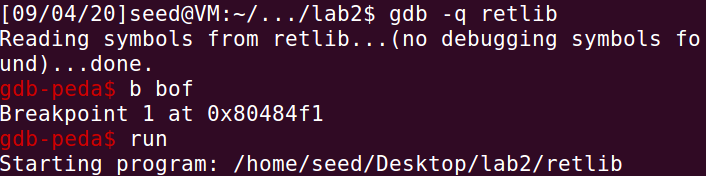 [09/04/20]seed@VM:~/.../lab2$ gdb -q retlib
Reading symbols from retlib...(no debugging symbols fo
und)...done.
gdb-peda$ b bof
Breakpoint 1 at 0x80484f1
gdb-peda$ run
Starting program: /home/seed/Desktop/lab2/retlib